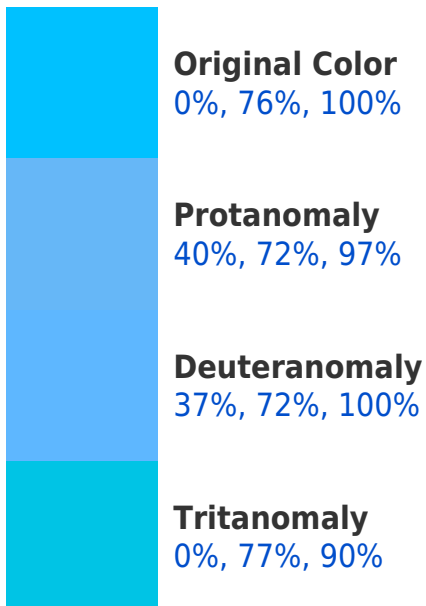 Original Color
0%, 76%, 100%
Protanomaly
40%, 72%, 97%
Deuteranomaly
37%, 72%, 100%
Tritanomaly
0%, 77%, 90%